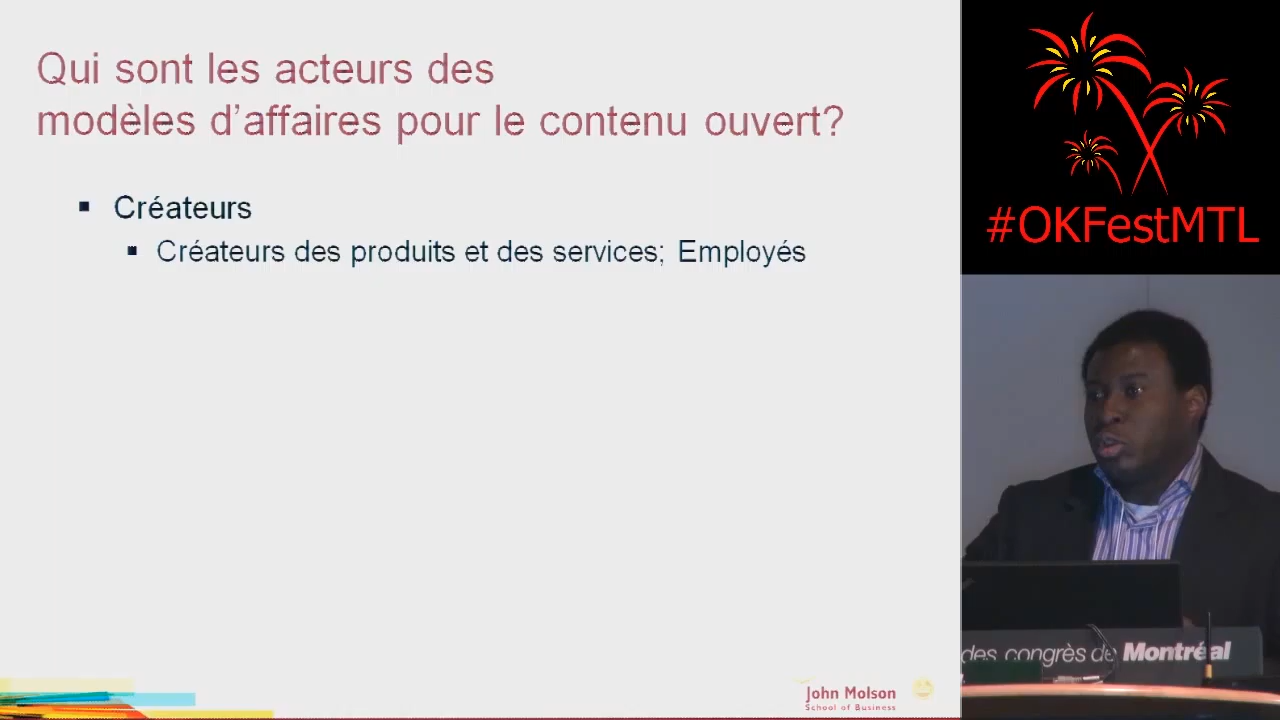 Qui sont les acteurs des
modèles d'affaires pour le contenu ouvert?
▪ Créateurs
▪ Créateurs des produits et des services; Employés
John Molson
School of Business
#OKFestMTL
des congrès de Montréal